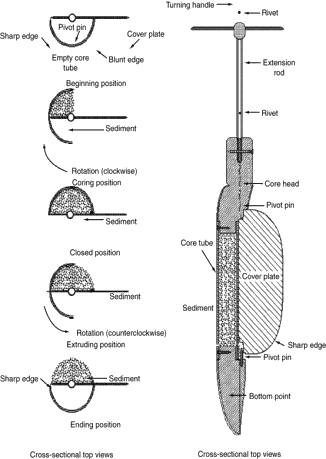 Pivot pin
Sharp edge
Cover plate
Empty core
tube
Blunt edge
Beginning position
Sediment
Rotation (clockwise)
Coring position
Sediment
Closed position
Sediment
Rotation (counterclockwise)
Extruding position
Sharp edge
Sediment
Ending position
Cross-sectional top views
Turning handle
Rivet
Extension
rod
Rivet
Core head
Pivot pin
Core tube
Cover plate
Sediment
Sharp edge
Pivot pin
Bottom point
Cross-sectional top views